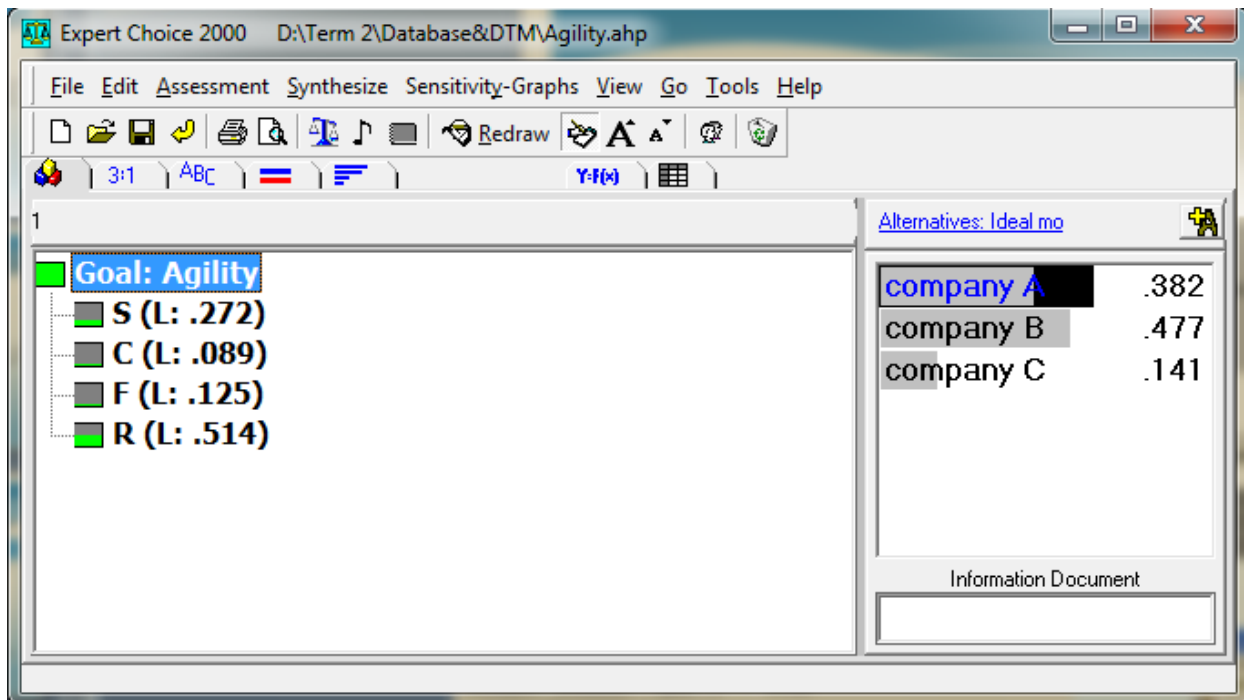 Expert Choice 2000 D:\Term 2\Database&DTM\Agility.ahp
File Edit Assessment Synthesize Sensitivity-Graphs View Go Tools Help
Redraw A A
3:1 ABC Y=F(x)
1
Alternatives: Ideal mo
A
Goal: Agility
S (L: .272)
C (L: .089)
F (L: .125)
R (L: .514)
company A .382
company B .477
company C .141
Information Document